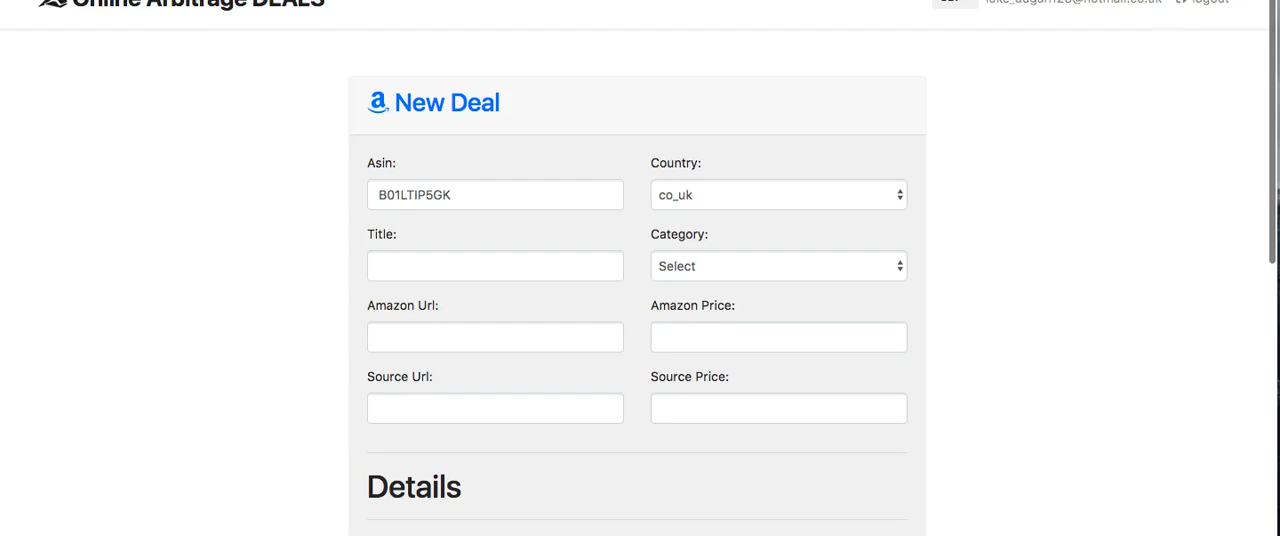 Online Arbitrage DEALS
logout
New Deal
Asin:
Country:
B01LTIP5GK
co_uk
Title:
Category:
Select
Amazon Url:
Amazon Price:
Source Url:
Source Price:
Details